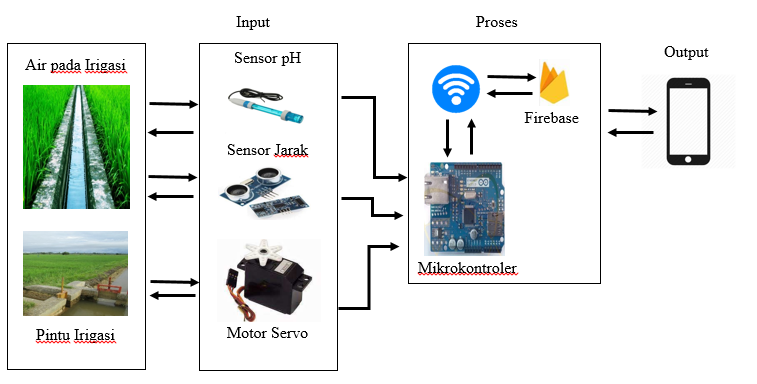 Input
Proses
Output
Air pada Irigasi
Pintu Irigasi
Sensor pH
Sensor Jarak
Motor Servo
Firebase
Mikrokontroler